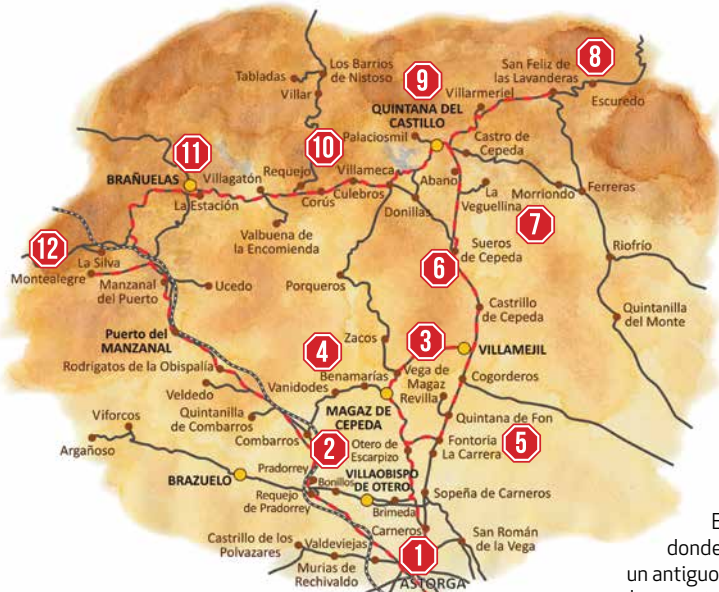 Los Barrios
de Nistoso
Tabladas
Villar
9
8
San Feliz de
las Lavanderas
Escuredo
Villarmeriel
QUINTANA DEL
CASTILLO
Palaciosmil
Castro de
Cepeda
11
10
BRAÑUELAS
Villagatón
Requejo
Villameca
Abano
La
Veguellina
Morriondo
Ferreras
La Estación
Corús
Culebros
Donillas
7
Valbuena de
la Encomienda
12
La Silva
Montealegre
Manzanal
del Puerto
Ucedo
Porqueros
6
Sueros
de Cepeda
Riofrío
Castrillo
de Cepeda
Quintanilla
del Monte
Puerto del
MANZANAL
Zacos
3
VILLAMEJIL
4
Rodrigatos de la Obispalía
Benamarías
Vega de
Magaz
Revilla
Cogorderos
Veldedo
Vanidodes
Quintanilla
de Combarros
MAGAZ DE
CEPEDA
Quintana de Fon
Viforcos
Argañoso
Combarros
2
Otero de
Escarpizo
Fontoria
La Carrera
5
Pradorrey
BRAZUELO
Bonillos
VILLAOBISPO
DE OTERO
Requejo
de Pradorrey
Brimeda
Sopeña de Carneros
Carneros
Castrillo de los
Polvazares
Valdeviejas
1
San Román
de la Vega
Murias de
Rechivaldo
ASTORGA
E
donde
un antiguo